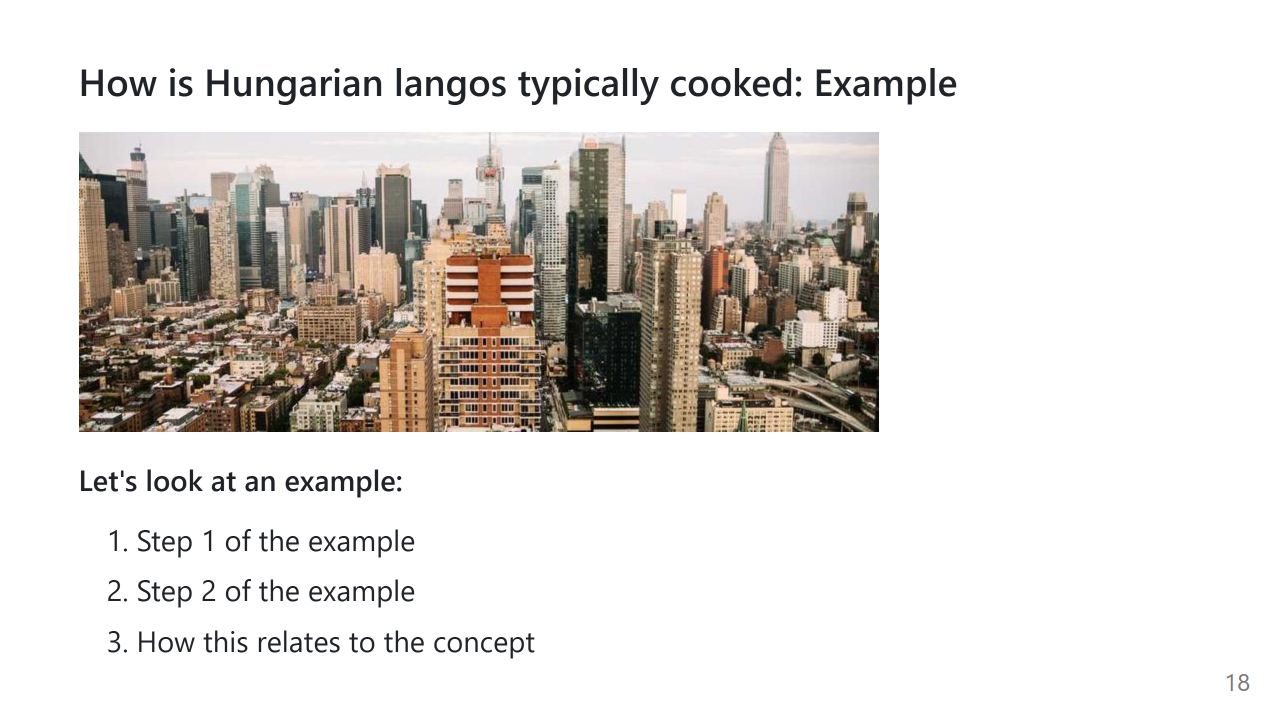 How is Hungarian langos typically cooked: Example
Let's look at an example:
1. Step 1 of the example
2. Step 2 of the example
3. How this relates to the concept
18